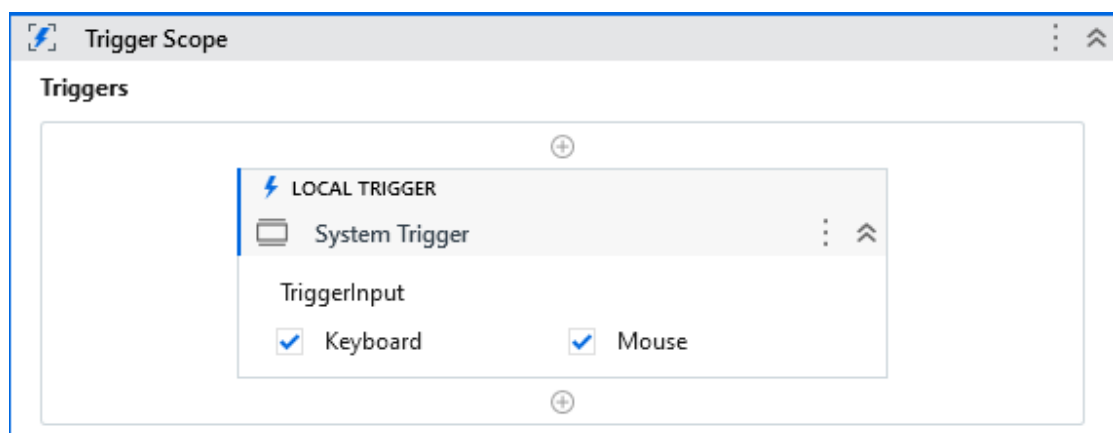 Trigger Scope
Triggers
LOCAL TRIGGER
System Trigger
TriggerInput
Keyboard Mouse